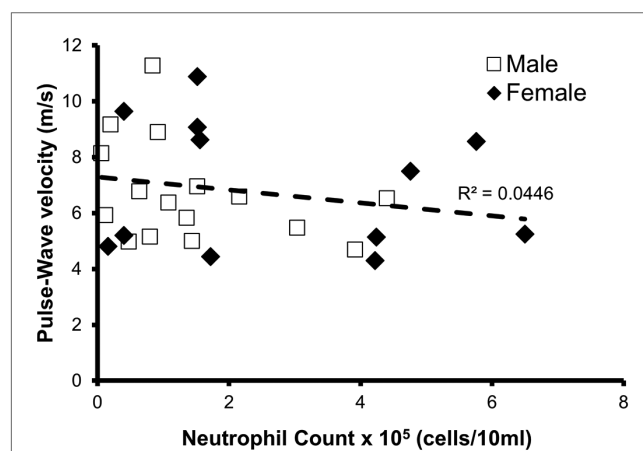 12
10
8
6
4
2
0
0
2
4
6
8
Pulse-Wave velocity (m/s)
Neutrophil Count x 10⁵ (cells/10ml)
Male
Female
R² = 0.0446